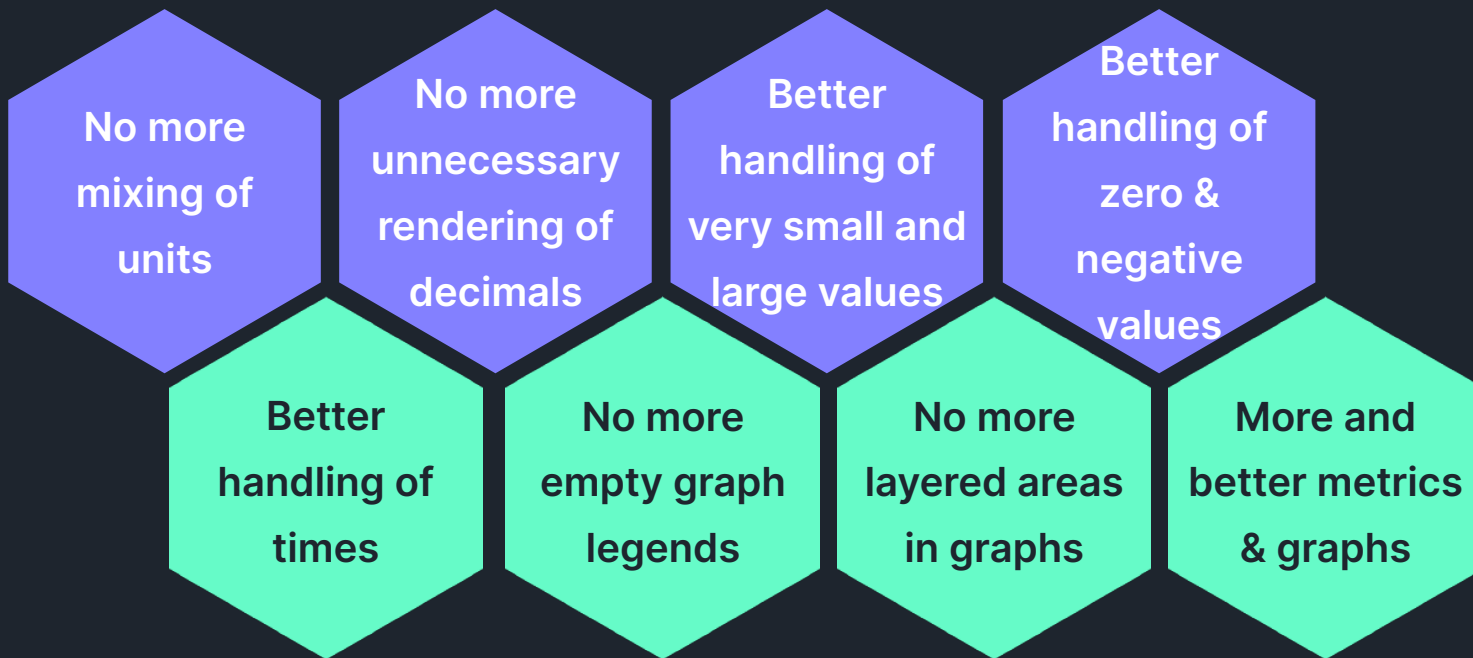 No more
mixing of
units
No more
unnecessary
rendering of
decimals
Better
handling of
very small and
large values
Better
handling of
zero &
negative
values
Better
handling of
times
No more
empty graph
legends
No more
layered areas
in graphs
More and
better metrics
& graphs